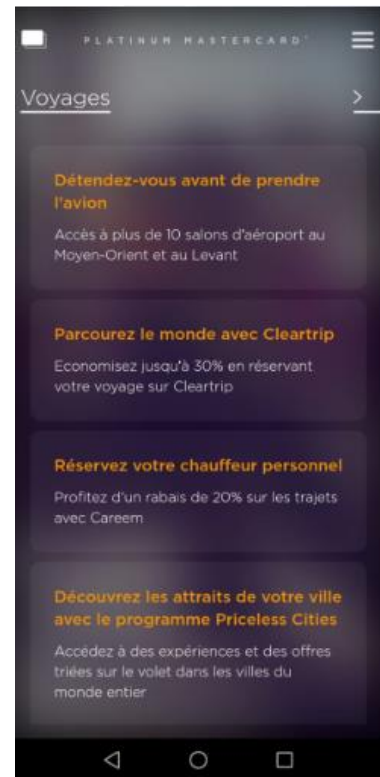 PLATINUM MASTERCARD
Voyages
Détendez-vous avant de prendre
l'avion
Accès à plus de 10 salons d'aéroport au
Moyen-Orient et au Levant
Parcourez le monde avec Cleartrip
Economisez jusqu'à 30% en réservant
votre voyage sur Cleartrip
Réservez votre chauffeur personnel
Profitez d'un rabais de 20% sur les trajets
avec Careem
Découvrez les attraits de votre ville
avec le programme Priceless Cities
Accédez à des expériences et des offres
triées sur le volet dans les villes du
monde entier